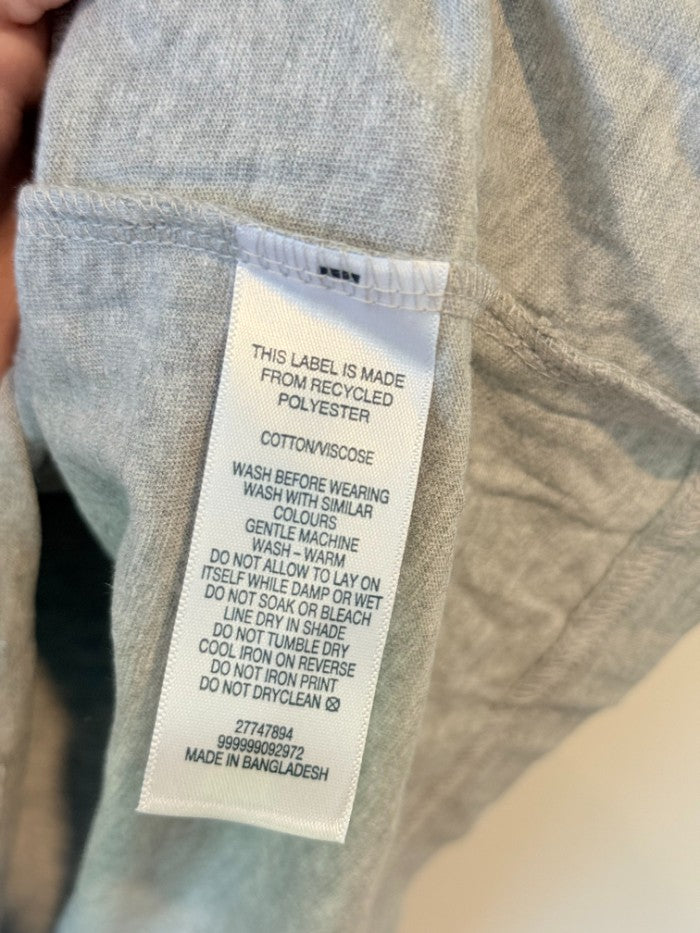 THIS LABEL IS MADE
FROM RECYCLED
POLYESTER
COTTON/VISCOSE
WASH BEFORE WEARING
WASH WITH SIMILAR
COLOURS
GENTLE MACHINE
WASH – WARM
DO NOT ALLOW TO LAY ON
ITSELF WHILE DAMP OR WET
DO NOT SOAK OR BLEACH
LINE DRY IN SHADE
DO NOT TUMBLE DRY
COOL IRON ON REVERSE
DO NOT IRON PRINT
DO NOT DRYCLEAN
27747894
999999092972
MADE IN BANGLADESH